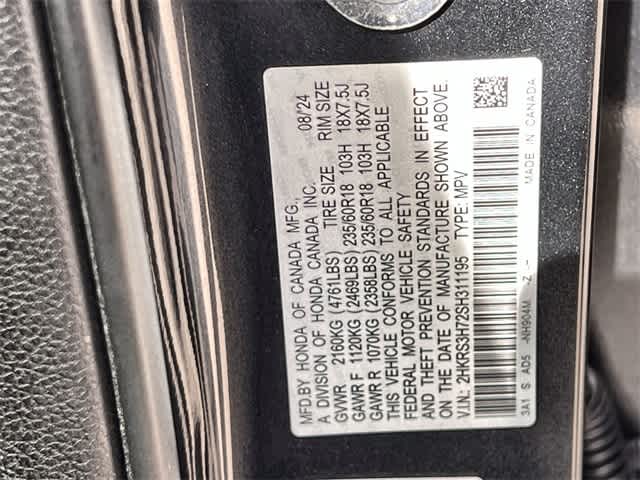 MFD.BY HONDA OF CANADA MFG., 08/24
A DIVISION OF HONDA CANADA INC.
GVWR 2160KG (4761LBS) TIRE SIZE RIM SIZE
GAWR F 1120KG (2469LBS) 235/60R18 103H 18X7.5J
GAWR R 1070KG (2358LBS) 235/60R18 103H 18X7.5J
THIS VEHICLE CONFORMS TO ALL APPLICABLE
FEDERAL MOTOR VEHICLE SAFETY
AND THEFT PREVENTION STANDARDS IN EFFECT
ON THE DATE OF MANUFACTURE SHOWN ABOVE.
V.I.N.: 2HKRS3H72SH311195 TYPE: MPV
3A1 S AD5 -NH904M -Z -- MADE IN CANADA